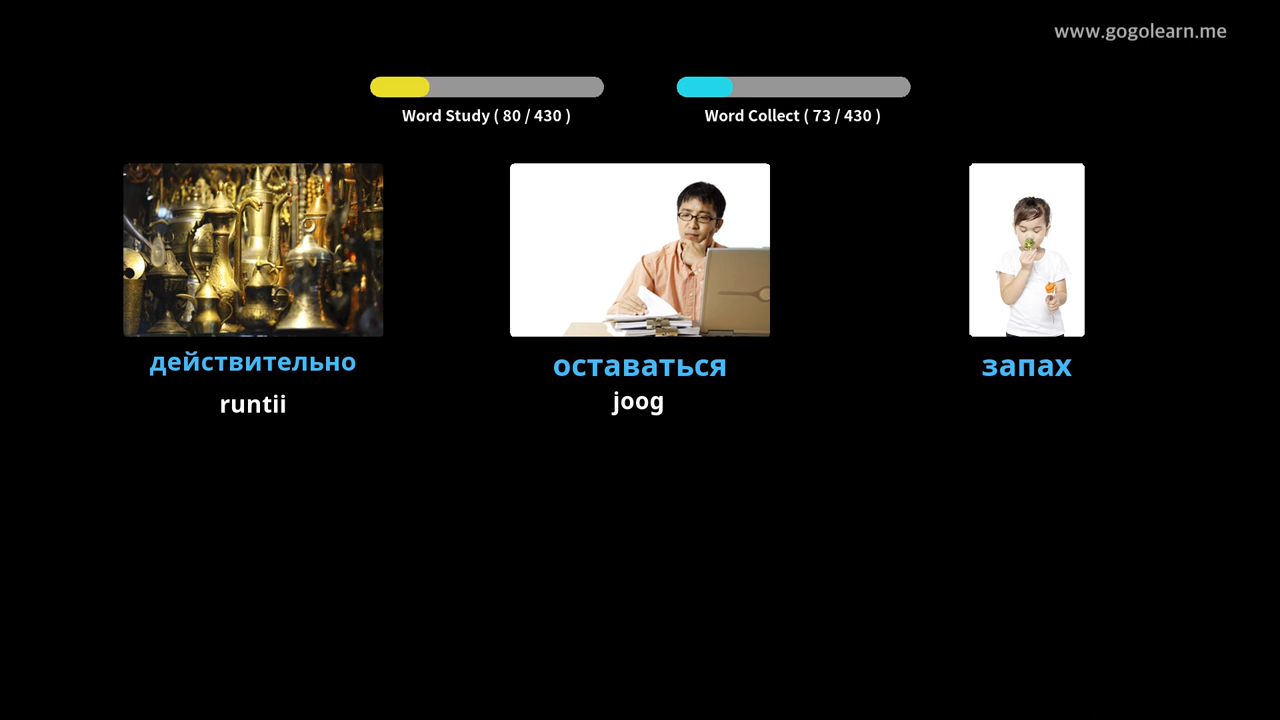 www.gogolearn.me
Word Study ( 80 / 430 )
Word Collect ( 73 / 430 )
действительно
оставаться
запах
runtii
joog